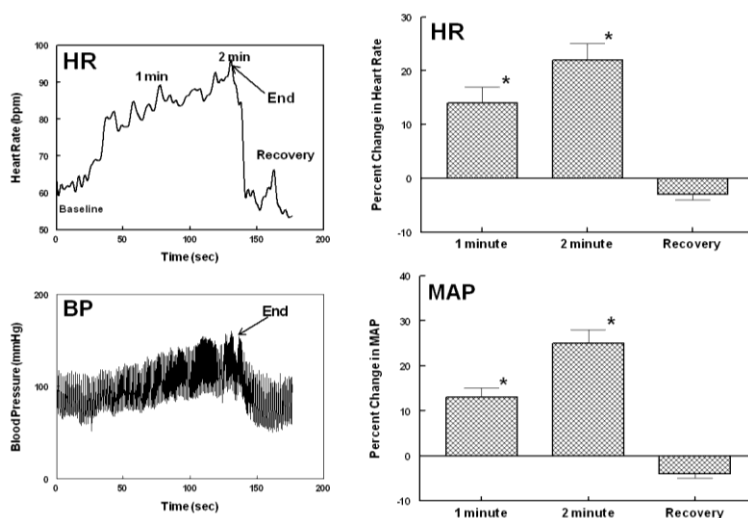 HR
Heart Rate (bpm)
100
90
80
70
60
50
1 min
2 min
End
Recovery
Baseline
0
50
100
150
200
Time (sec)
HR
Percent Change in Heart Rate
30
20
10
0
-10
*
*
1 minute
2 minute
Recovery
BP
Blood Pressure (mmHg)
200
100
0
End
0
50
100
150
200
Time (sec)
MAP
Percent Change in MAP
40
30
20
10
0
-10
*
*
1 minute
2 minute
Recovery